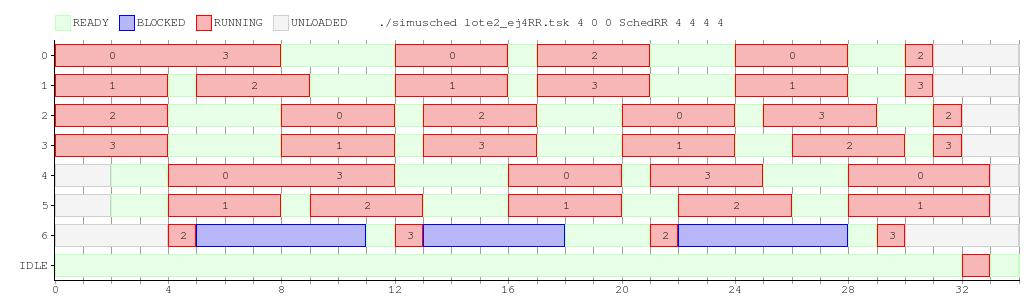 READY BLOCKED RUNNING UNLOADED ./simusched lote2_ej4RR.tsk 4 0 0 SchedRR 4 4 4 4
0 0 3 0 2 0 2
1 1 2 1 3 1 3
2 2 0 2 0 3 2
3 3 1 3 1 2 3
4 0 3 0 3 0
5 1 2 1 2 1
6 2 3 2 3
IDLE
0 4 8 12 16 20 24 28 32